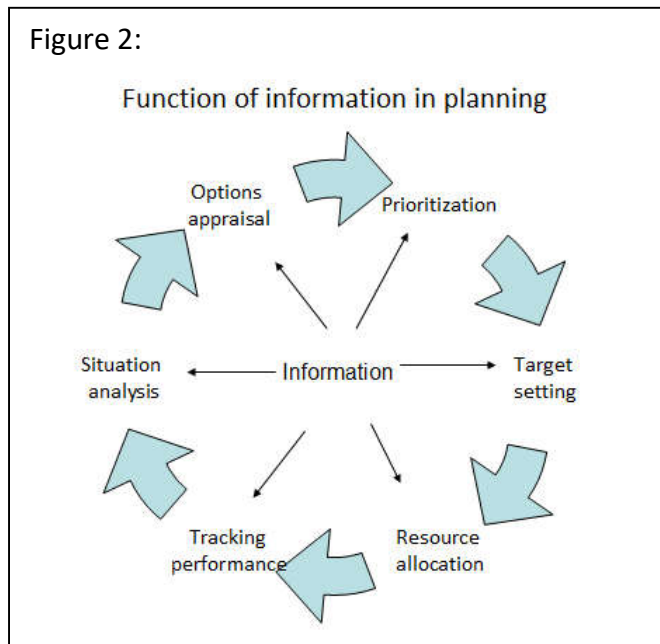 Figure 2:
Function of information in planning
Options
appraisal
Prioritization
Situation
analysis
Information
Target
setting
Tracking
performance
Resource
allocation